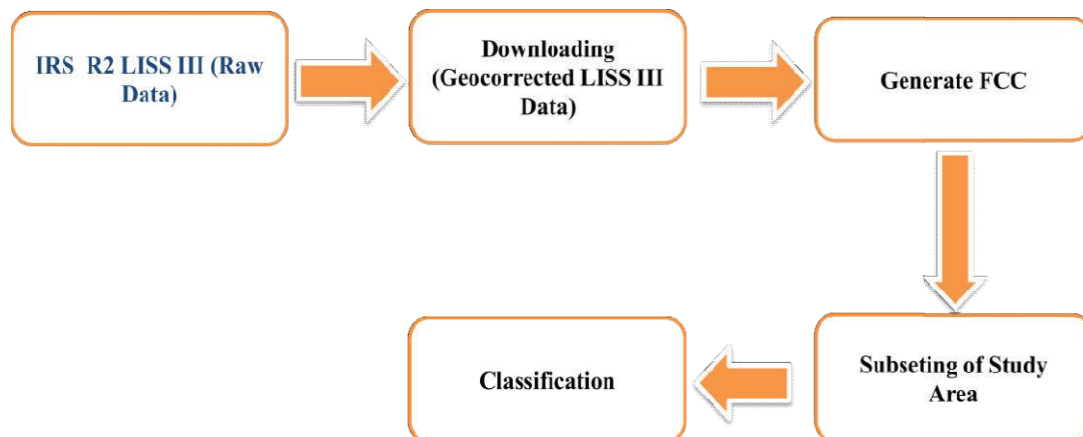 IRS R2 LISS III (Raw
Data)
Downloading
(Geocorrected LISS III
Data)
Generate FCC
Subseting of Study
Area
Classification